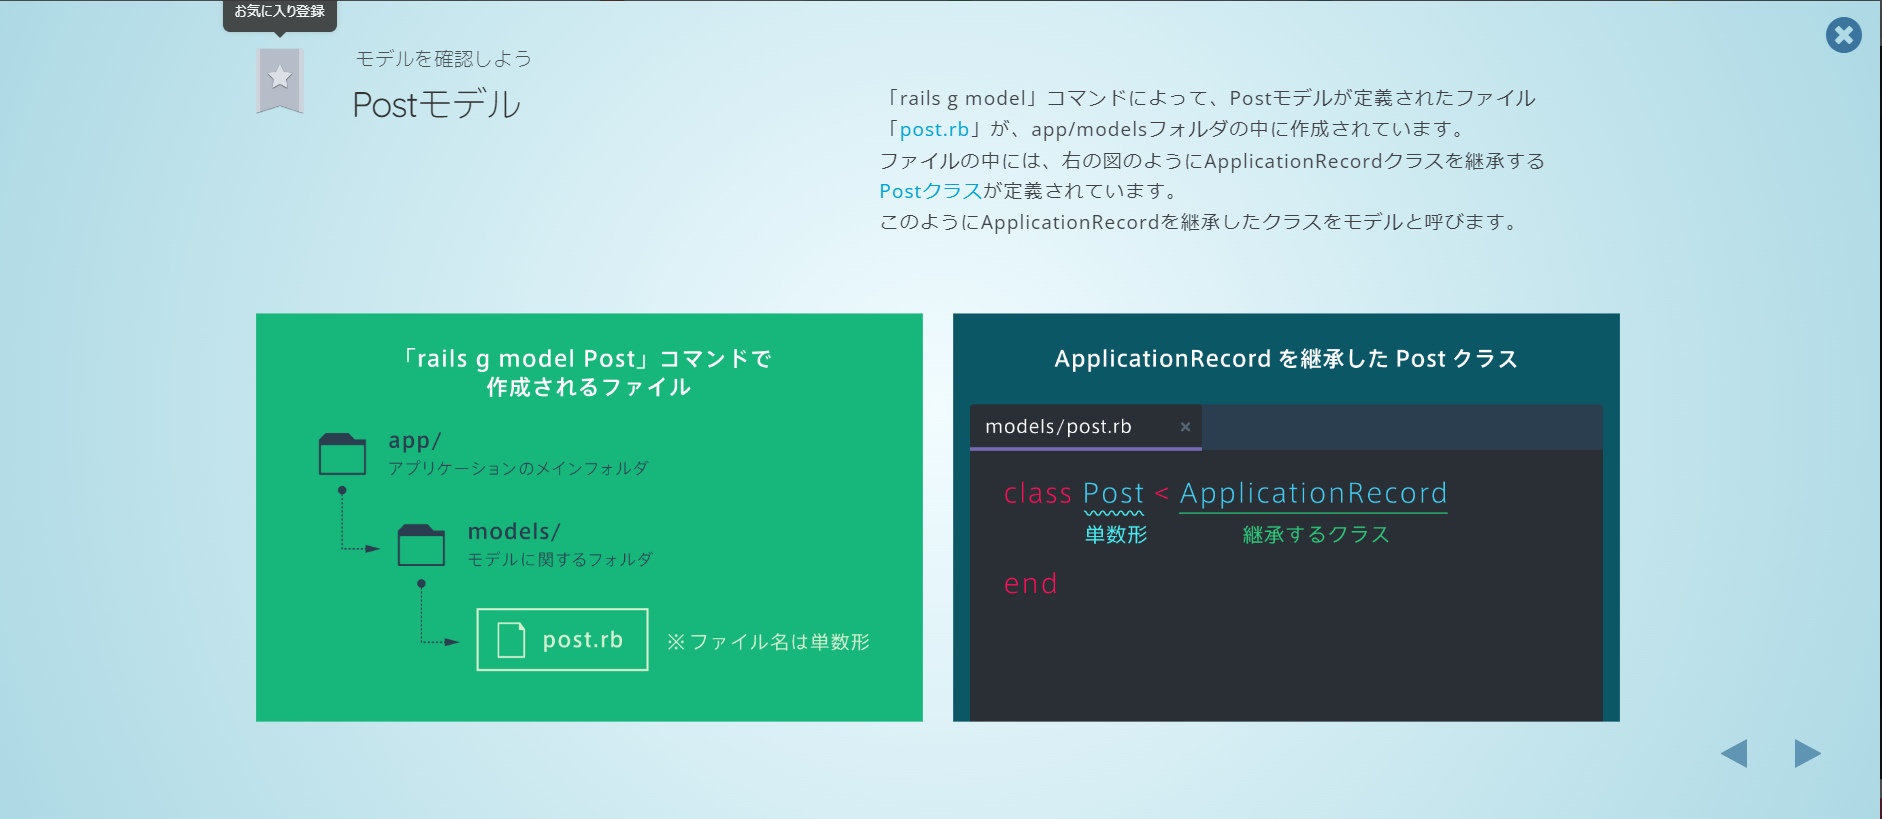 お気に入り登録
モデルを確認しよう
Postモデル
「rails g model」コマンドによって、Postモデルが定義されたファイル
「post.rb」が、app/modelsフォルダの中に作成されています。
ファイルの中には、右の図のようにApplicationRecordクラスを継承する
Postクラスが定義されています。
このようにApplicationRecordを継承したクラスをモデルと呼びます。
「rails g model Post」コマンドで
作成されるファイル
app/
アプリケーションのメインフォルダ
models/
モデルに関するフォルダ
post.rb
※ファイル名は単数形
ApplicationRecord を継承した Post クラス
models/post.rb ×
class Post < ApplicationRecord
単数形 継承するクラス
end